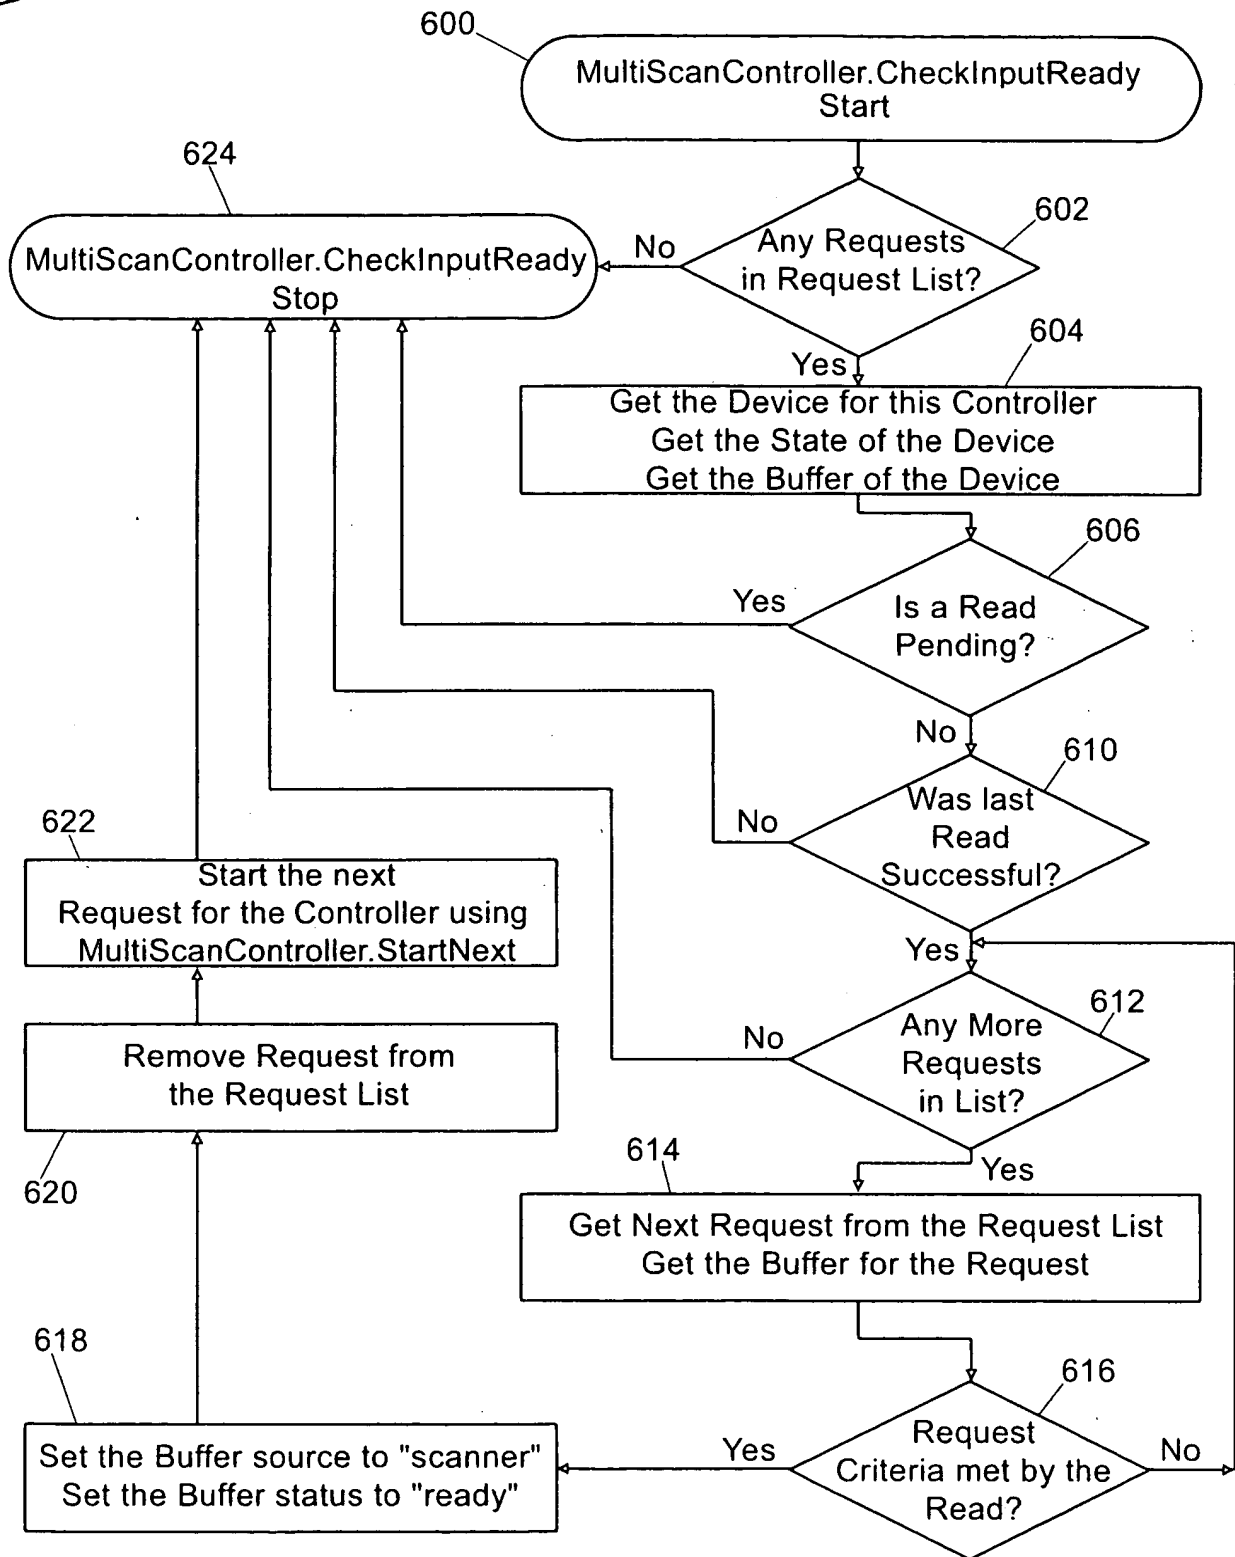 600
MultiScanController.CheckInputReady
Start
624
MultiScanController.CheckInputReady
Stop
No
Any Requests
in Request List?
602
Yes
604
Get the Device for this Controller
Get the State of the Device
Get the Buffer of the Device
606
Yes
Is a Read
Pending?
No
610
No
Was last
Read
Successful?
622
Start the next
Request for the Controller using
MultiScanController.StartNext
Yes
612
No
Any More
Requests
in List?
Remove Request from
the Request List
620
614
Yes
Get Next Request from the Request List
Get the Buffer for the Request
618
616
Set the Buffer source to "scanner"
Set the Buffer status to "ready"
Yes
Request
Criteria met by the
Read?
No